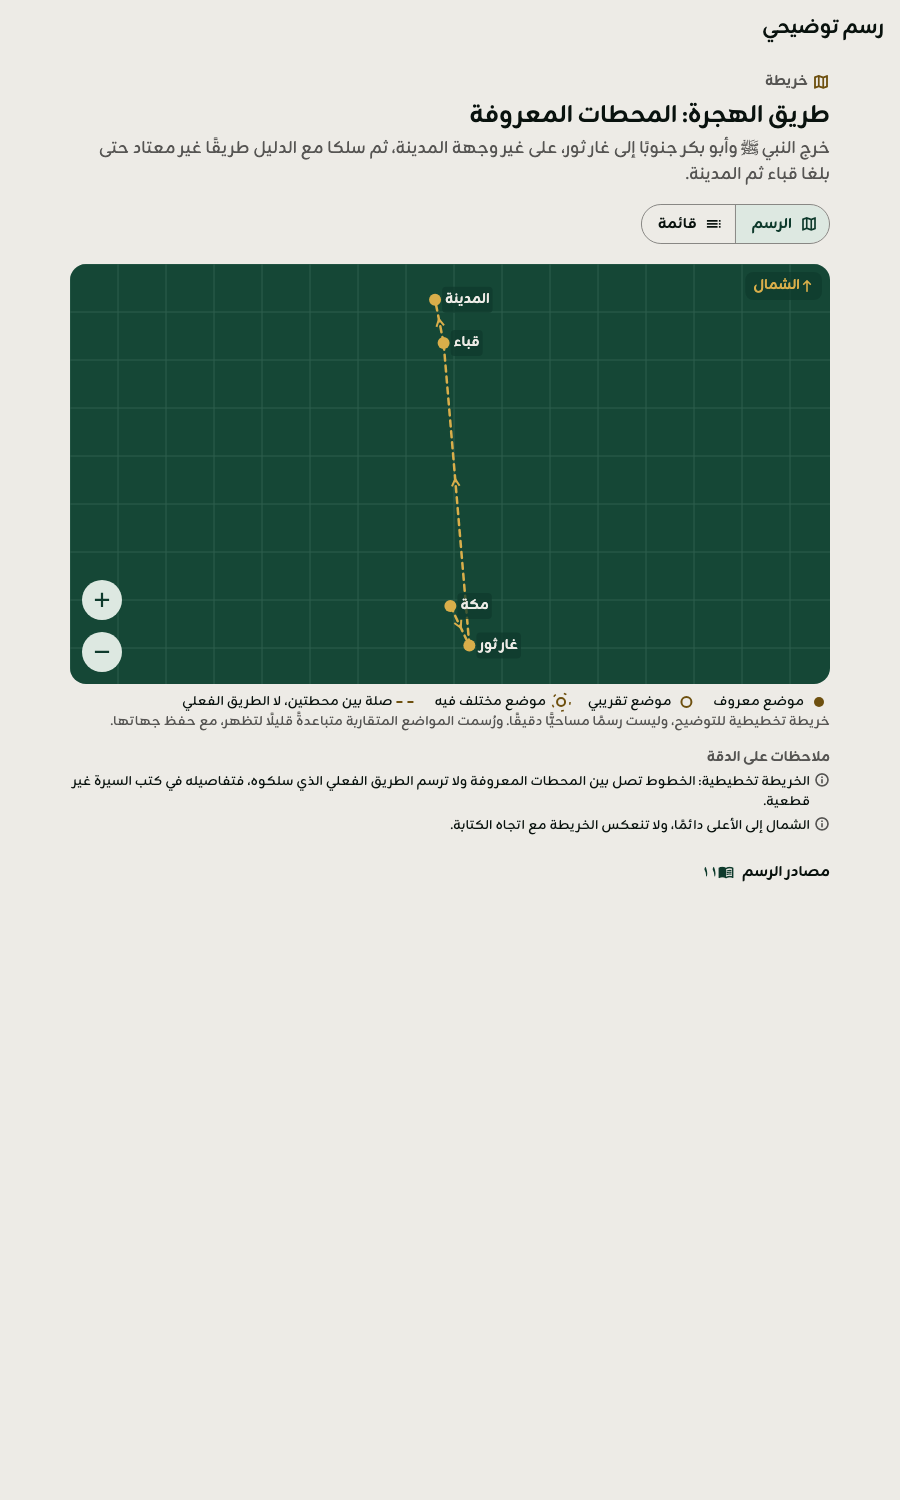 رسم توضيحي
خريطة
طريق الهجرة: المحطات المعروفة
خرج النبي ﷺ وأبو بكر جنوبًا إلى غار ثور، على غير وجهة المدينة، ثم سلكا مع الدليل طريقًا غير معتاد حتى
بلغا قباء ثم المدينة.
الرسم
قائمة
↑ الشمال
المدينة
قباء
مكة
غار ثور
+
−
موضع معروف
موضع تقريبي
موضع مختلف فيه
صلة بين محطتين، لا الطريق الفعلي
خريطة تخطيطية للتوضيح، وليست رسمًا مساحيًّا دقيقًا. ورُسمت المواضع المتقاربة متباعدةً قليلًا لتظهر، مع حفظ جهاتها.
ملاحظات على الدقة
الخريطة تخطيطية: الخطوط تصل بين المحطات المعروفة ولا ترسم الطريق الفعلي الذي سلكوه، فتفاصيله في كتب السيرة غير
قطعية.
الشمال إلى الأعلى دائمًا، ولا تنعكس الخريطة مع اتجاه الكتابة.
مصادر الرسم
١١